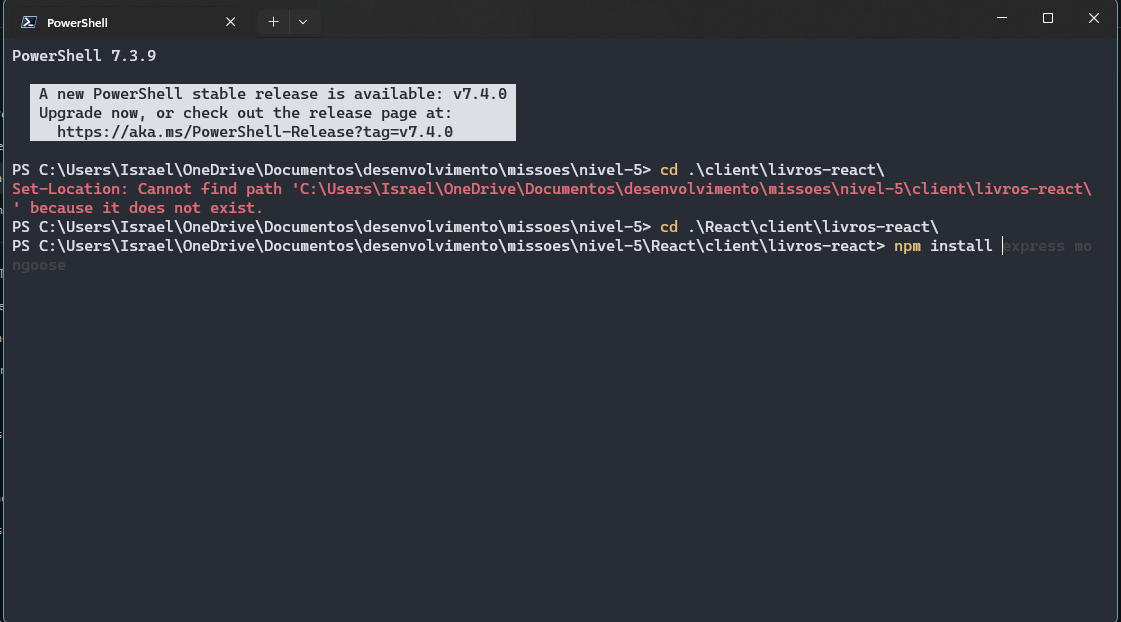 PowerShell
PowerShell 7.3.9
A new PowerShell stable release is available: v7.4.0
Upgrade now, or check out the release page at:
https://aka.ms/PowerShell-Release?tag=v7.4.0
PS C:\Users\Israel\OneDrive\Documentos\desenvolvimento\missoes\nivel-5> cd .\client\livros-react\
Set-Location: Cannot find path 'C:\Users\Israel\OneDrive\Documentos\desenvolvimento\missoes\nivel-5\client\livros-react\
' because it does not exist.
PS C:\Users\Israel\OneDrive\Documentos\desenvolvimento\missoes\nivel-5> cd .\React\client\livros-react\
PS C:\Users\Israel\OneDrive\Documentos\desenvolvimento\missoes\nivel-5\React\client\livros-react> npm install express mo
ngoose